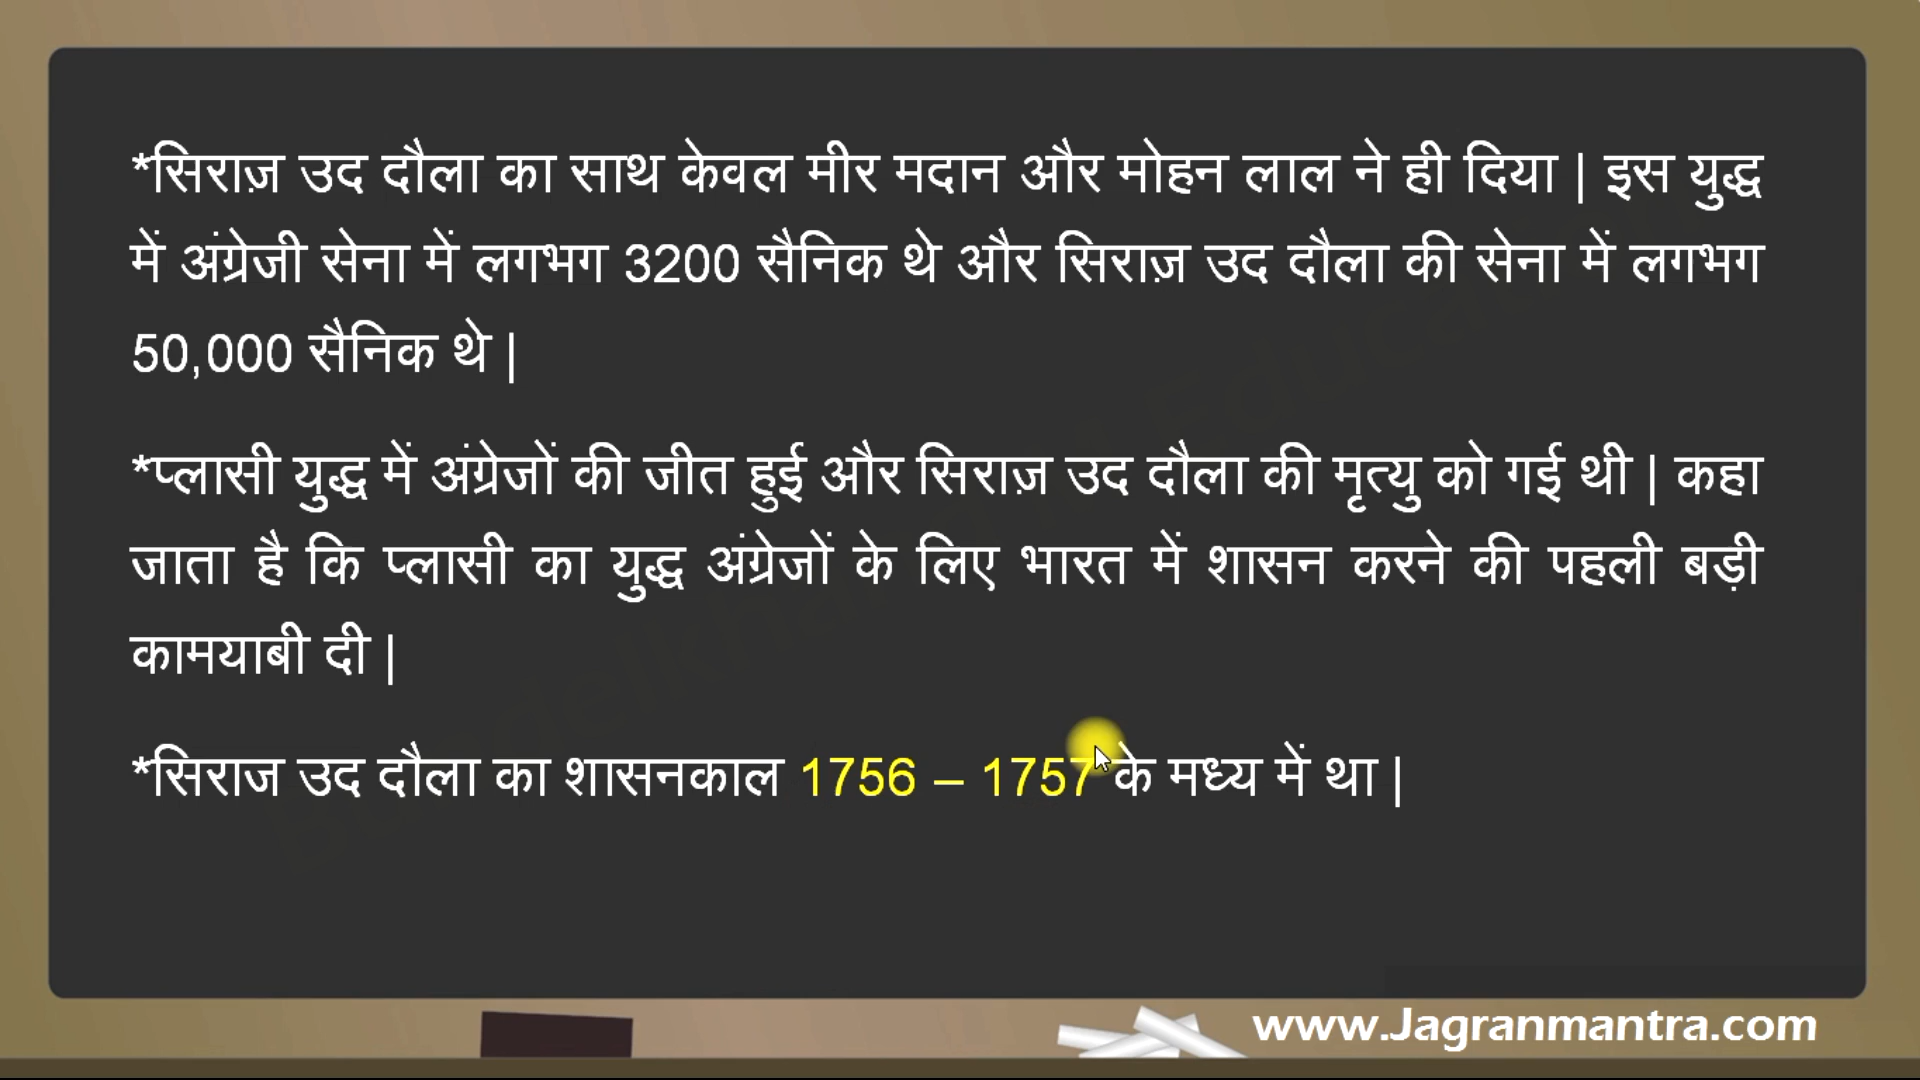 *सिराज़ उद दौला का साथ केवल मीर मदान और मोहन लाल ने ही दिया | इस युद्ध
में अंग्रेजी सेना में लगभग 3200 सैनिक थे और सिराज़ उद दौला की सेना में लगभग
50,000 सैनिक थे |
*प्लासी युद्ध में अंग्रेजों की जीत हुई और सिराज़ उद दौला की मृत्यु को गई थी | कहा
जाता है कि प्लासी का युद्ध अंग्रेजों के लिए भारत में शासन करने की पहली बड़ी
कामयाबी दी |
*सिराज उद दौला का शासनकाल 1756 – 1757 के मध्य में था |
www.Jagranmantra.com